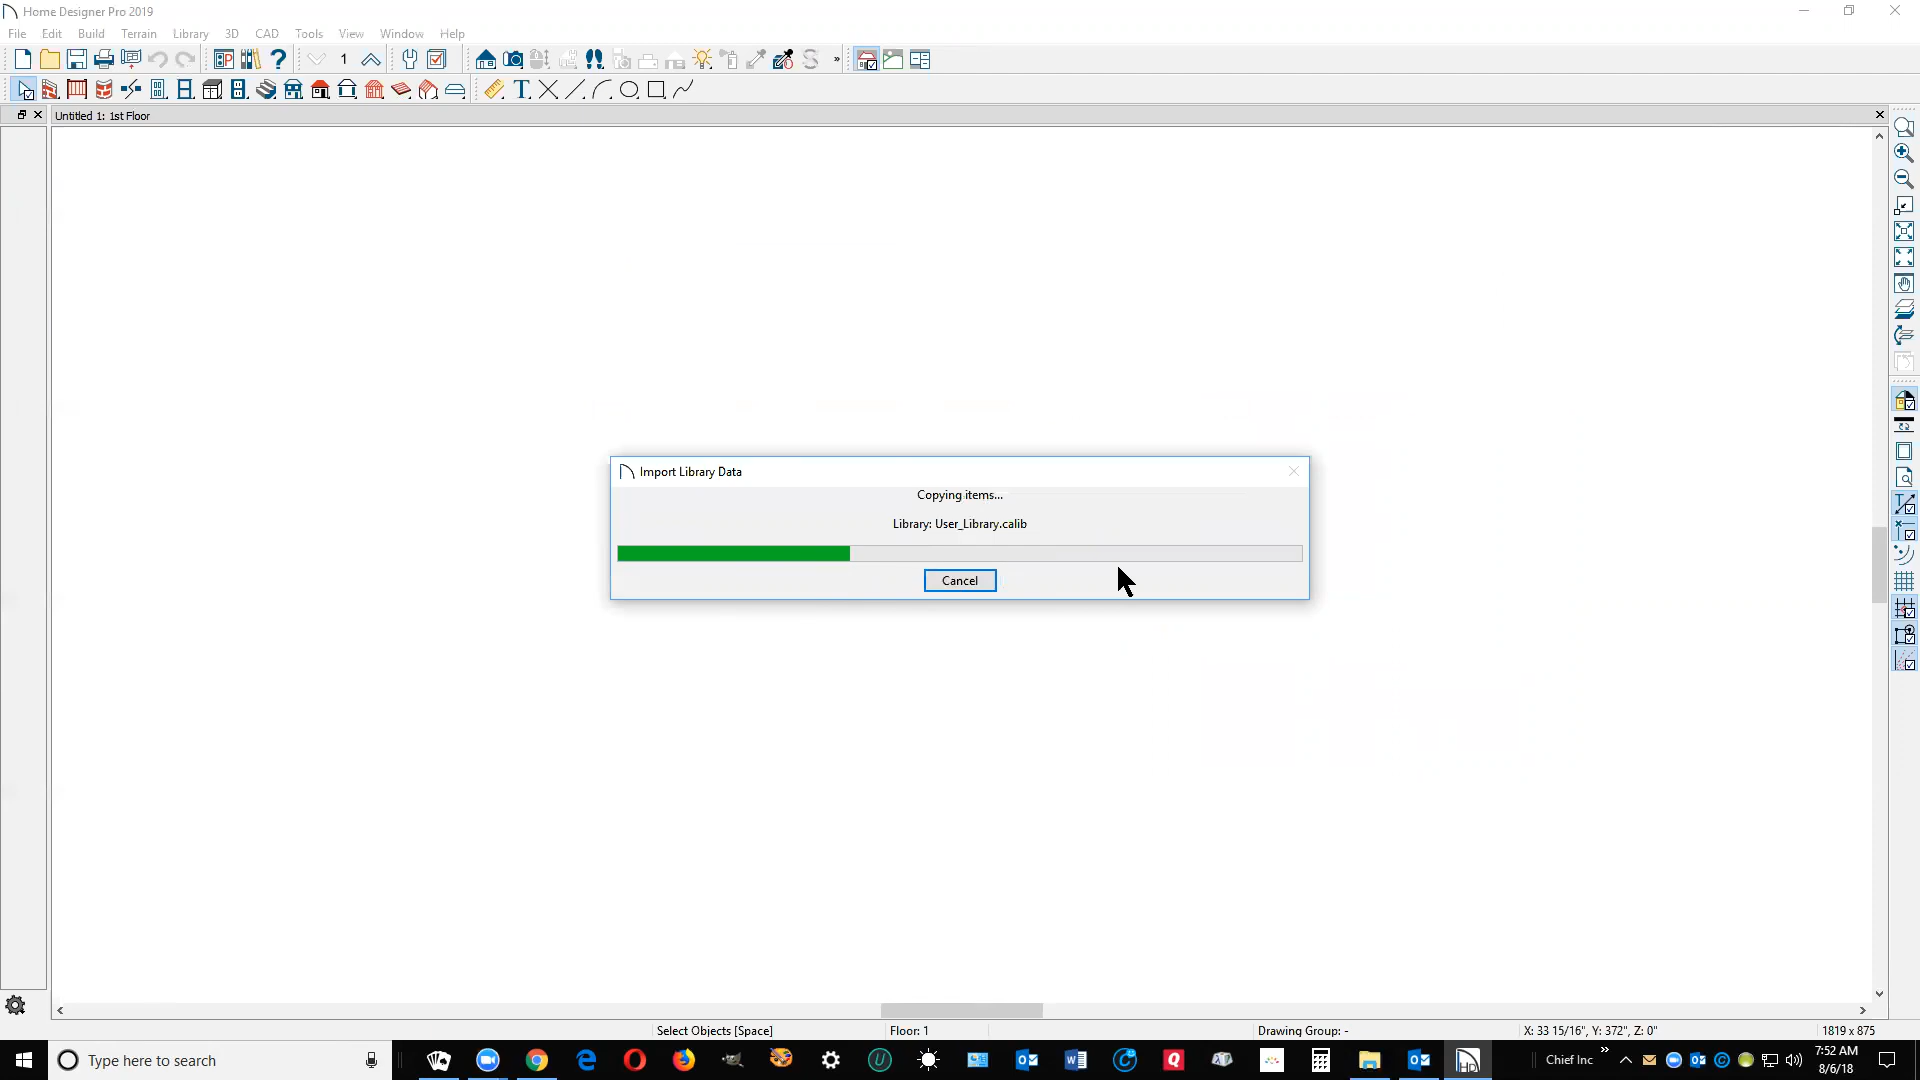 Home Designer Pro 2019
File Edit Build Terrain Library 3D CAD Tools View Window Help
1
Untitled 1: 1st Floor
Import Library Data
Copying items...
Library: User_Library.calib
Cancel
Select Objects [Space] Floor: 1 Drawing Group: - X: 33 15/16", Y: 372", Z: 0" 1819 x 875
Type here to search
Chief Inc
7:52 AM
8/6/18